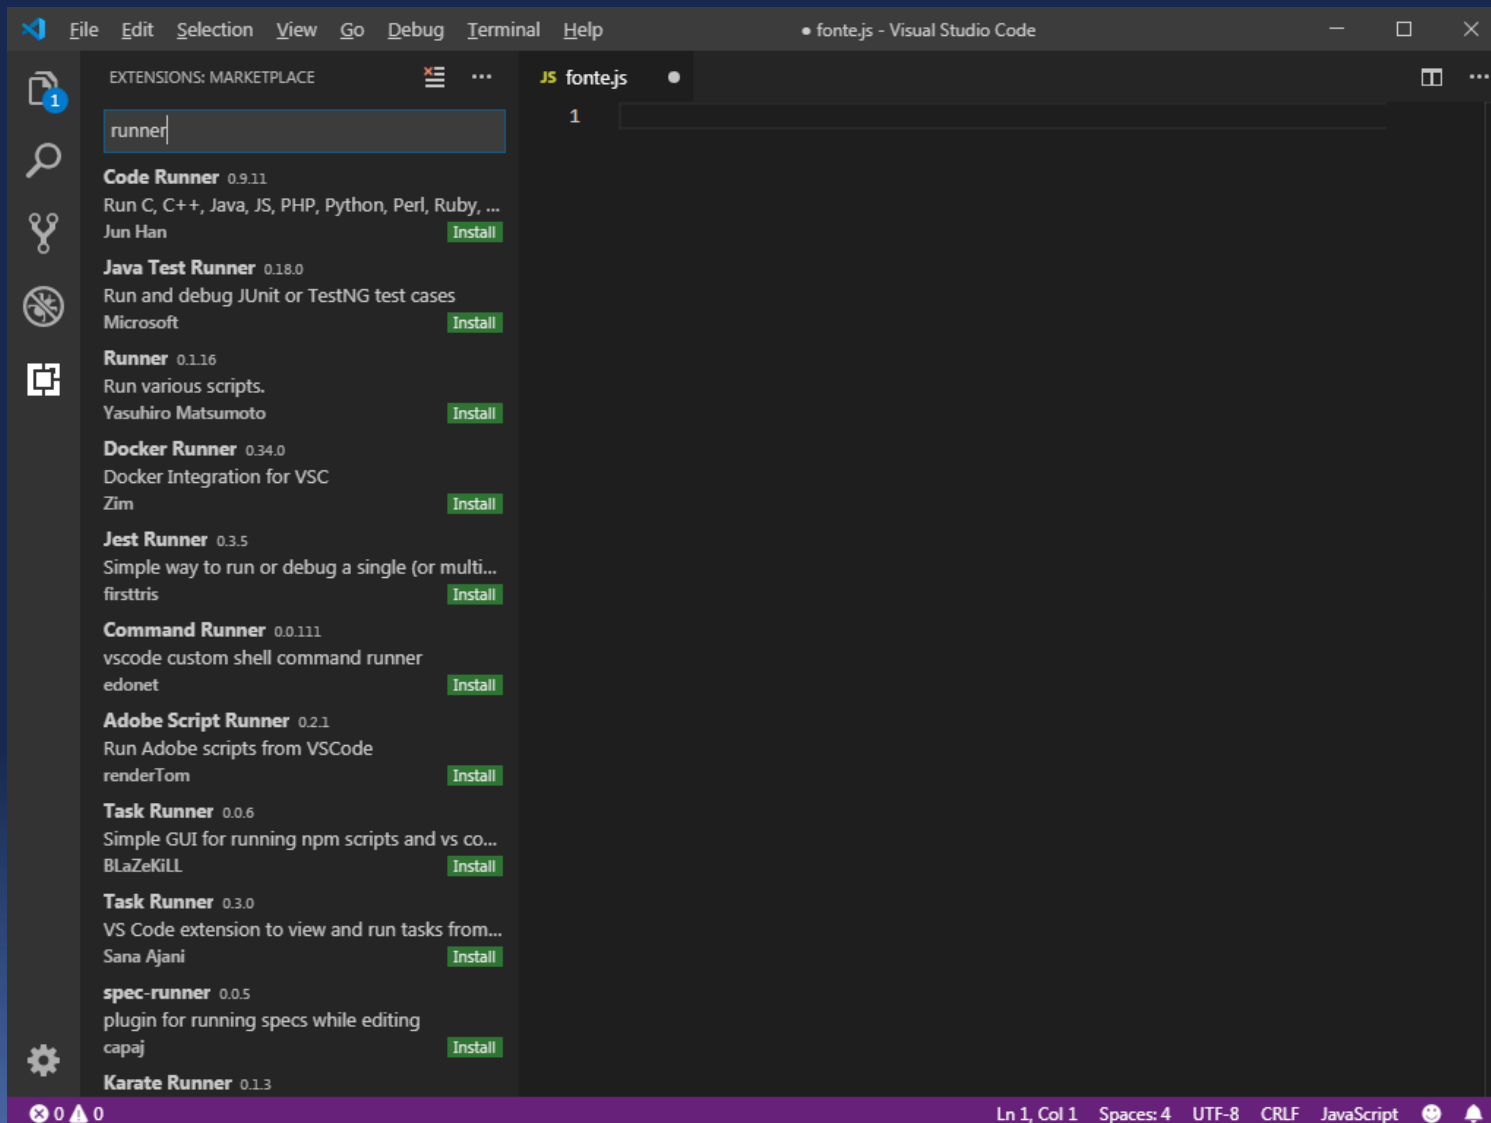 File Edit Selection View Go Debug Terminal Help ● fonte.js - Visual Studio Code
EXTENSIONS: MARKETPLACE
JS fonte.js
1
1
runner
Code Runner 0.9.11
Run C, C++, Java, JS, PHP, Python, Perl, Ruby, ...
Jun Han Install
Java Test Runner 0.18.0
Run and debug JUnit or TestNG test cases
Microsoft Install
Runner 0.1.16
Run various scripts.
Yasuhiro Matsumoto Install
Docker Runner 0.34.0
Docker Integration for VSC
Zim Install
Jest Runner 0.3.5
Simple way to run or debug a single (or multi...
firsttris Install
Command Runner 0.0.111
vscode custom shell command runner
edonet Install
Adobe Script Runner 0.2.1
Run Adobe scripts from VSCode
renderTom Install
Task Runner 0.0.6
Simple GUI for running npm scripts and vs co...
BLaZeKiLL Install
Task Runner 0.3.0
VS Code extension to view and run tasks from...
Sana Ajani Install
spec-runner 0.0.5
plugin for running specs while editing
capaj Install
Karate Runner 0.1.3
0 0 Ln 1, Col 1 Spaces: 4 UTF-8 CRLF JavaScript